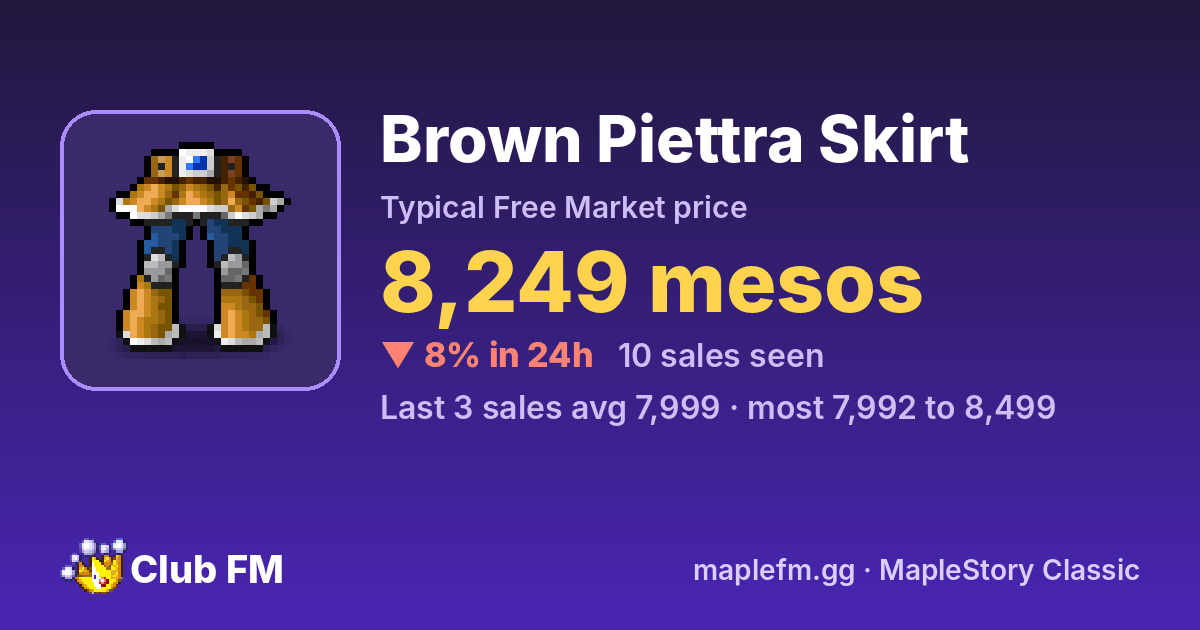 Brown Piettra Skirt
Typical Free Market price
8,249 mesos
▼ 8% in 24h 10 sales seen
Last 3 sales avg 7,999 · most 7,992 to 8,499
Club FM
maplefm.gg · MapleStory Classic